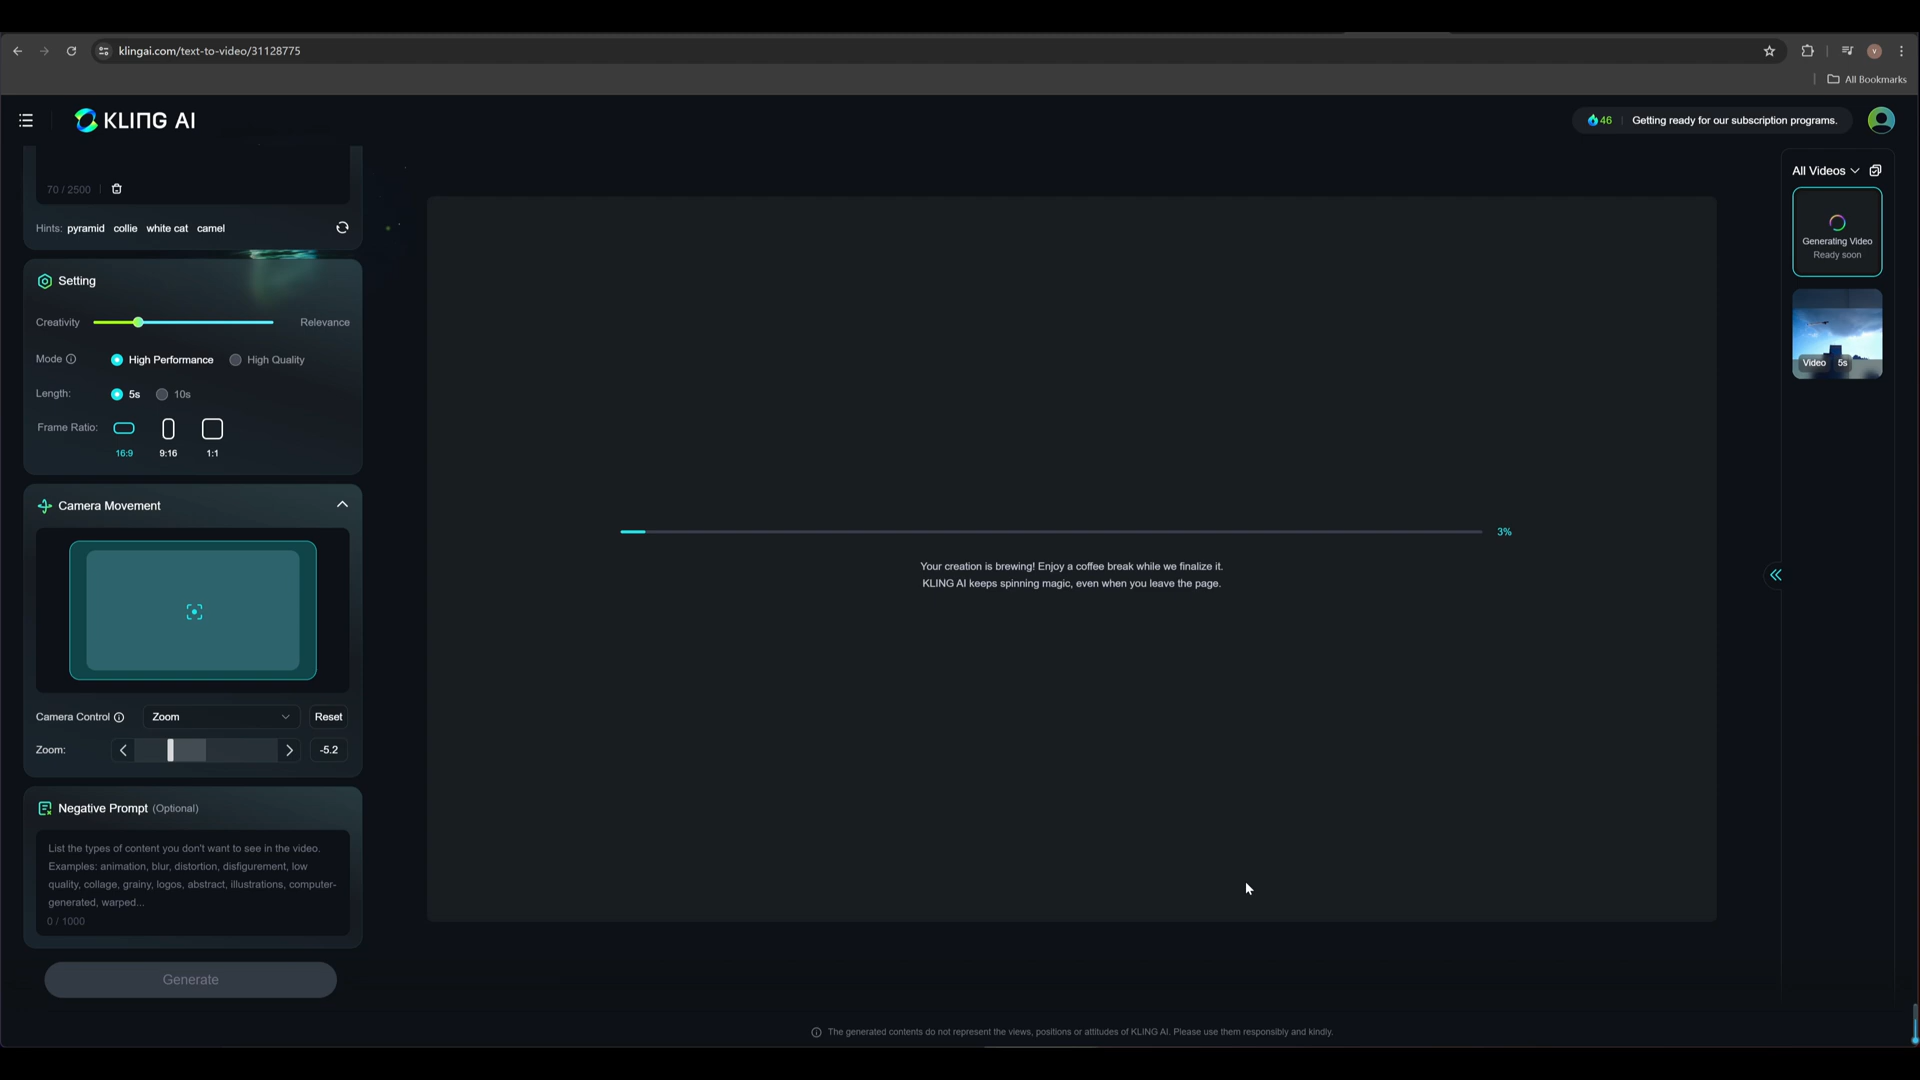 klingai.com/text-to-video/31128775
V
All Bookmarks
KLING AI
46
Getting ready for our subscription programs.
70 / 2500
Hints: pyramid collie white cat camel
Setting
Creativity
Relevance
Mode
High Performance
High Quality
Length:
5s
10s
Frame Ratio:
16:9
9:16
1:1
Camera Movement
Camera Control
Zoom
Reset
Zoom:
-5.2
Negative Prompt (Optional)
List the types of content you don't want to see in the video.
Examples: animation, blur, distortion, disfigurement, low
quality, collage, grainy, logos, abstract, illustrations, computer-
generated, warped...
0 / 1000
Generate
3%
Your creation is brewing! Enjoy a coffee break while we finalize it.
KLING AI keeps spinning magic, even when you leave the page.
All Videos
Generating Video
Ready soon
Video 5s
The generated contents do not represent the views, positions or attitudes of KLING AI. Please use them responsibly and kindly.